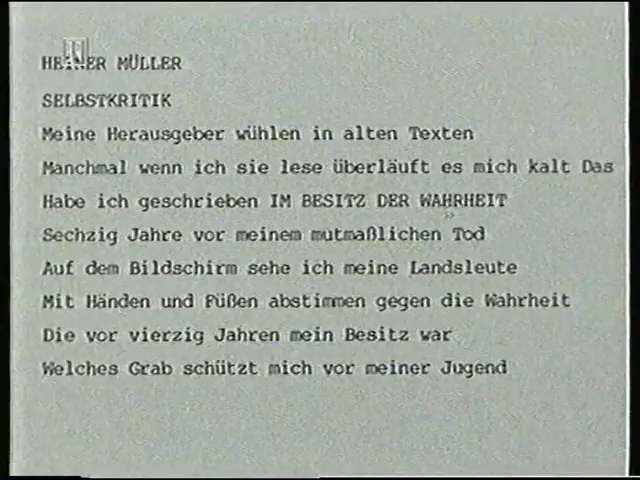 HEINER MÜLLER
SELBSTKRITIK
Meine Herausgeber wühlen in alten Texten
Manchmal wenn ich sie lese überläuft es mich kalt Das
Habe ich geschrieben IM BESITZ DER WAHRHEIT
Sechzig Jahre vor meinem mutmaßlichen Tod
Auf dem Bildschirm sehe ich meine Landsleute
Mit Händen und Füßen abstimmen gegen die Wahrheit
Die vor vierzig Jahren mein Besitz war
Welches Grab schützt mich vor meiner Jugend